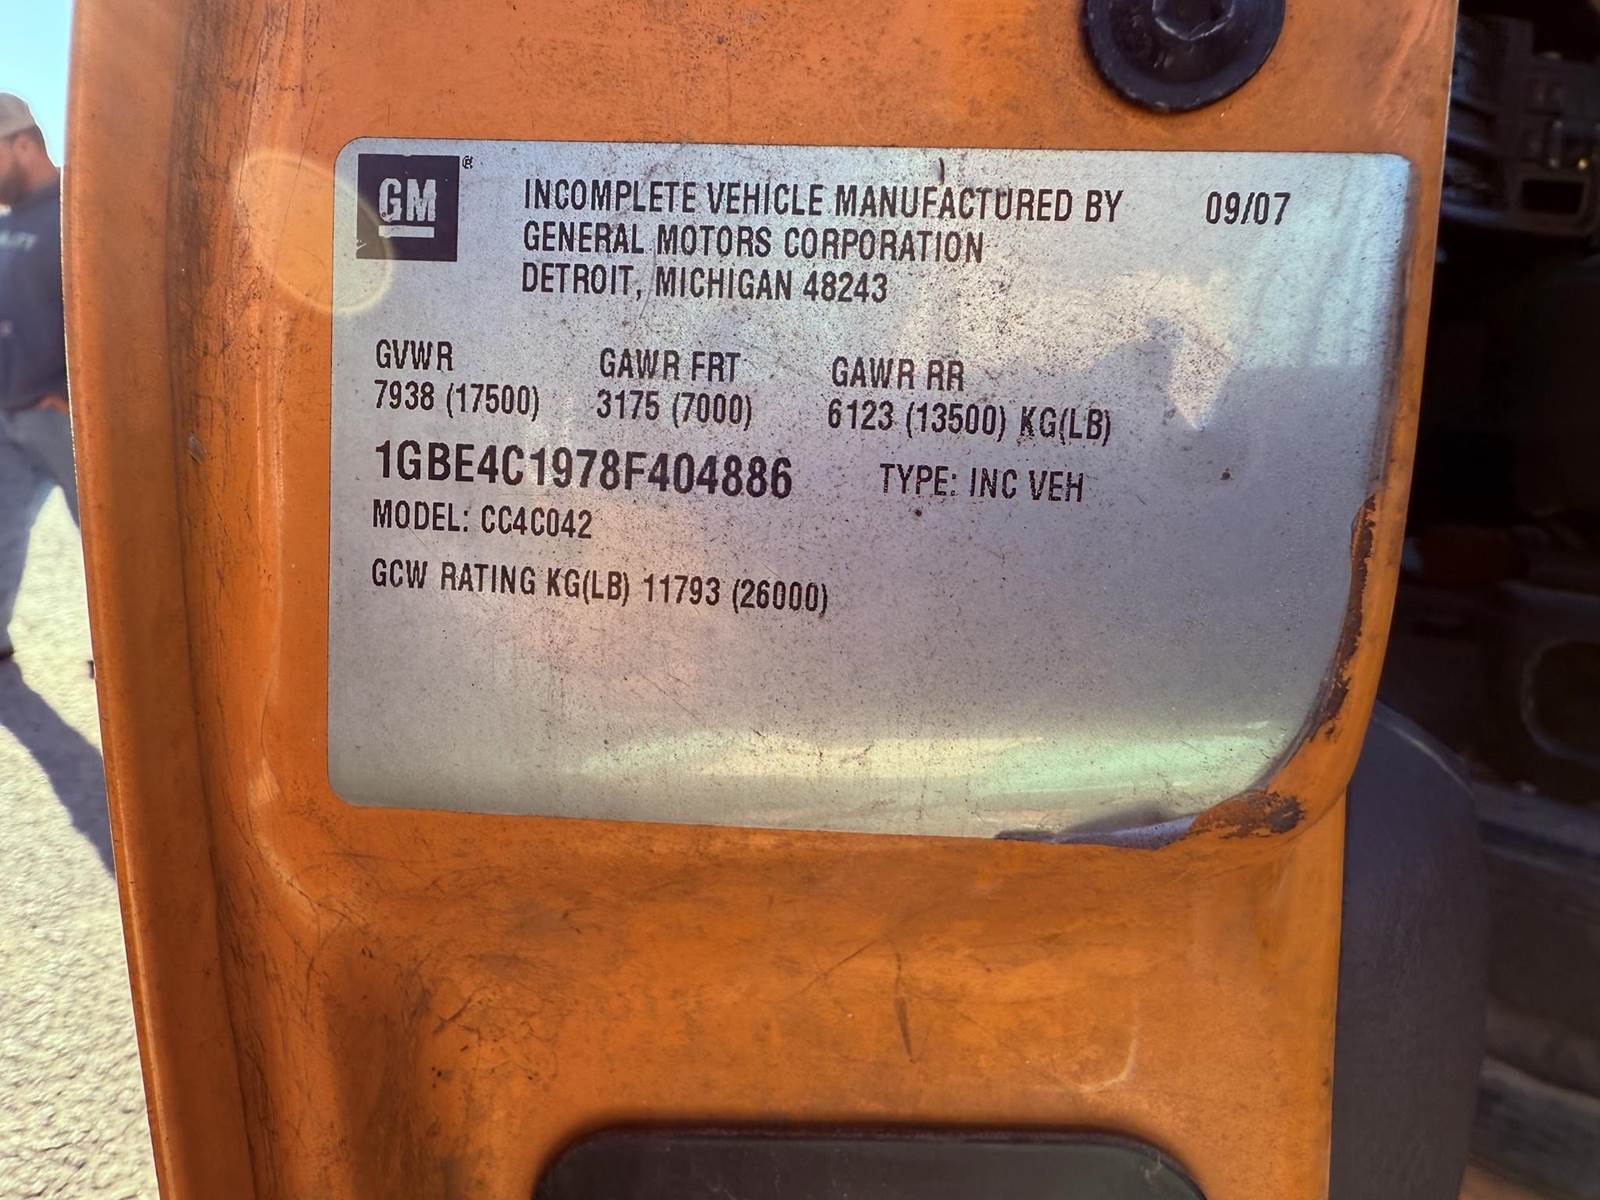 GM®
INCOMPLETE VEHICLE MANUFACTURED BY 09/07
GENERAL MOTORS CORPORATION
DETROIT, MICHIGAN 48243
GVWR GAWR FRT GAWR RR
7938 (17500) 3175 (7000) 6123 (13500) KG(LB)
1GBE4C1978F404886 TYPE: INC VEH
MODEL: CC4C042
GCW RATING KG(LB) 11793 (26000)